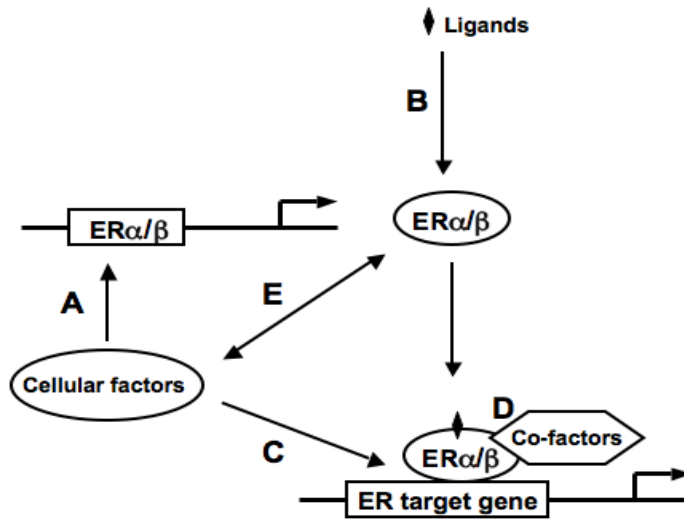 Ligands
B
ERα/β
ERα/β
A
E
Cellular factors
D
Co-factors
C
ERα/β
ER target gene